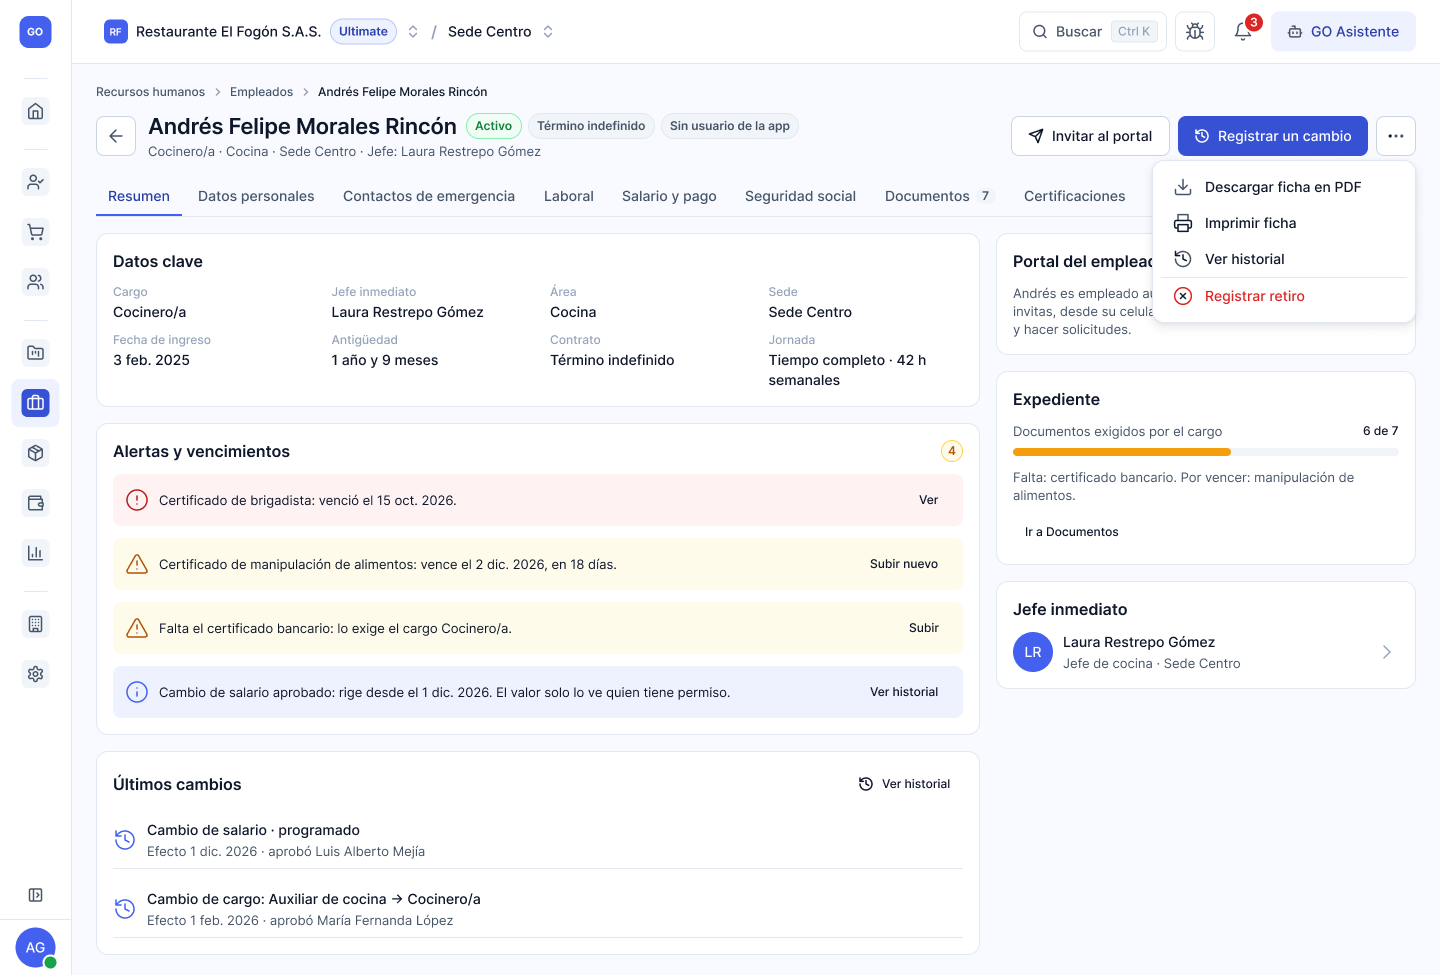 GO
RF Restaurante El Fogón S.A.S. Ultimate / Sede Centro
Buscar Ctrl K
3
GO Asistente
Recursos humanos > Empleados > Andrés Felipe Morales Rincón
Andrés Felipe Morales Rincón Activo Término indefinido Sin usuario de la app
Cocinero/a · Cocina · Sede Centro · Jefe: Laura Restrepo Gómez
Invitar al portal
Registrar un cambio
Descargar ficha en PDF
Imprimir ficha
Ver historial
Registrar retiro
Resumen Datos personales Contactos de emergencia Laboral Salario y pago Seguridad social Documentos 7 Certificaciones
Datos clave
Cargo
Cocinero/a
Jefe inmediato
Laura Restrepo Gómez
Área
Cocina
Sede
Sede Centro
Fecha de ingreso
3 feb. 2025
Antigüedad
1 año y 9 meses
Contrato
Término indefinido
Jornada
Tiempo completo · 42 h
semanales
Alertas y vencimientos 4
Certificado de brigadista: venció el 15 oct. 2026. Ver
Certificado de manipulación de alimentos: vence el 2 dic. 2026, en 18 días. Subir nuevo
Falta el certificado bancario: lo exige el cargo Cocinero/a. Subir
Cambio de salario aprobado: rige desde el 1 dic. 2026. El valor solo lo ve quien tiene permiso. Ver historial
Últimos cambios Ver historial
Cambio de salario · programado
Efecto 1 dic. 2026 · aprobó Luis Alberto Mejía
Cambio de cargo: Auxiliar de cocina → Cocinero/a
Efecto 1 feb. 2026 · aprobó María Fernanda López
Portal del
Andrés es empleado
invitas, desde su
y hacer solicitudes.
Expediente
Documentos exigidos por el cargo 6 de 7
Falta: certificado bancario. Por vencer: manipulación de
alimentos.
Ir a Documentos
Jefe inmediato
LR
Laura Restrepo Gómez
Jefe de cocina · Sede Centro
AG